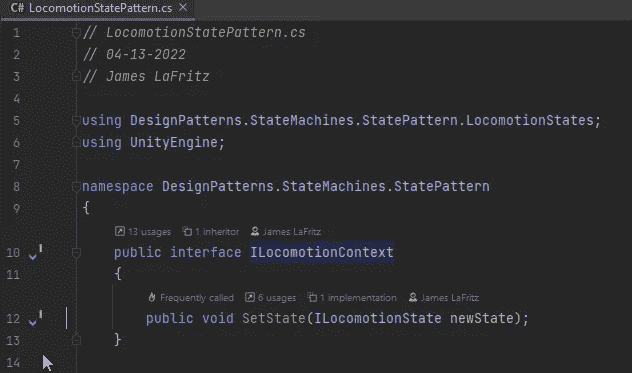 C# LocomotionStatePattern.cs ×
1 // LocomotionStatePattern.cs
2 // 04-13-2022
3 // James LaFritz
4
5 using DesignPatterns.StateMachines.StatePattern.LocomotionStates;
6 using UnityEngine;
7
8 namespace DesignPatterns.StateMachines.StatePattern
9 {
13 usages 1 inheritor James LaFritz
10 public interface ILocomotionContext
11 {
Frequently called 6 usages 1 implementation James LaFritz
12 public void SetState(ILocomotionState newState);
13 }
14